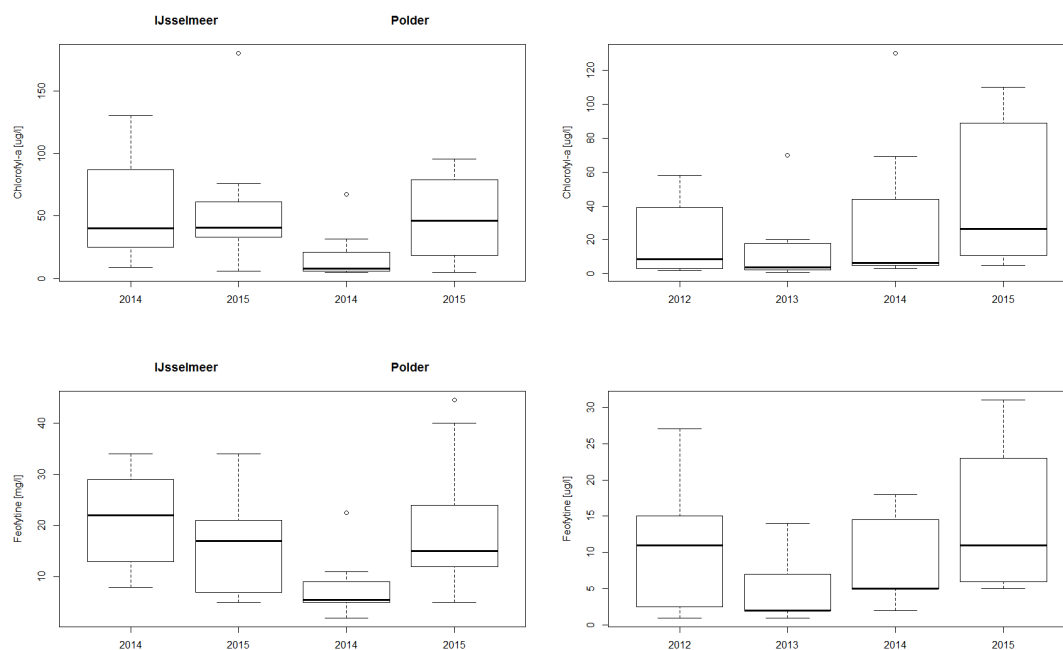 IJsselmeer Polder
Chlorofyl-a [ug/l]
150
100
50
0
2014 2015 2014 2015
Chlorofyl-a [ug/l]
120
100
80
60
40
20
0
2012 2013 2014 2015
IJsselmeer Polder
Feofytine [mg/l]
40
30
20
10
2014 2015 2014 2015
Feofytine [ug/l]
30
25
20
15
10
5
0
2012 2013 2014 2015